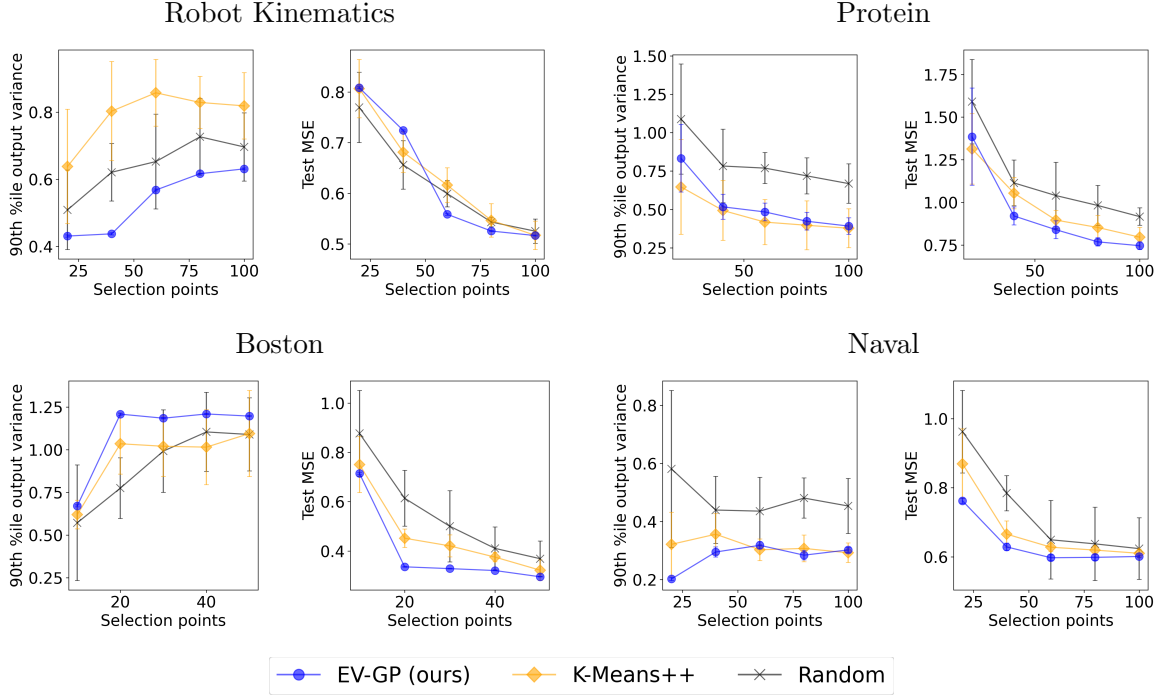 Robot Kinematics
Protein
90th %ile output variance
0.8
0.6
0.4
25 50 75 100
Selection points
Test MSE
0.8
0.7
0.6
0.5
25 50 75 100
Selection points
90th %ile output variance
1.50
1.25
1.00
0.75
0.50
0.25
50
Selection points
Test MSE
1.75
1.50
1.25
1.00
0.75
50 100
Selection points
Boston
Naval
90th %ile output variance
1.25
1.00
0.75
0.50
0.25
20 40
Selection points
Test MSE
1.0
0.8
0.6
0.4
20 40
Selection points
90th %ile output variance
0.8
0.6
0.4
0.2
25 50 75 100
Selection points
Test MSE
1.0
0.8
0.6
25 50 75 100
Selection points
EV-GP (ours) K-Means++ Random